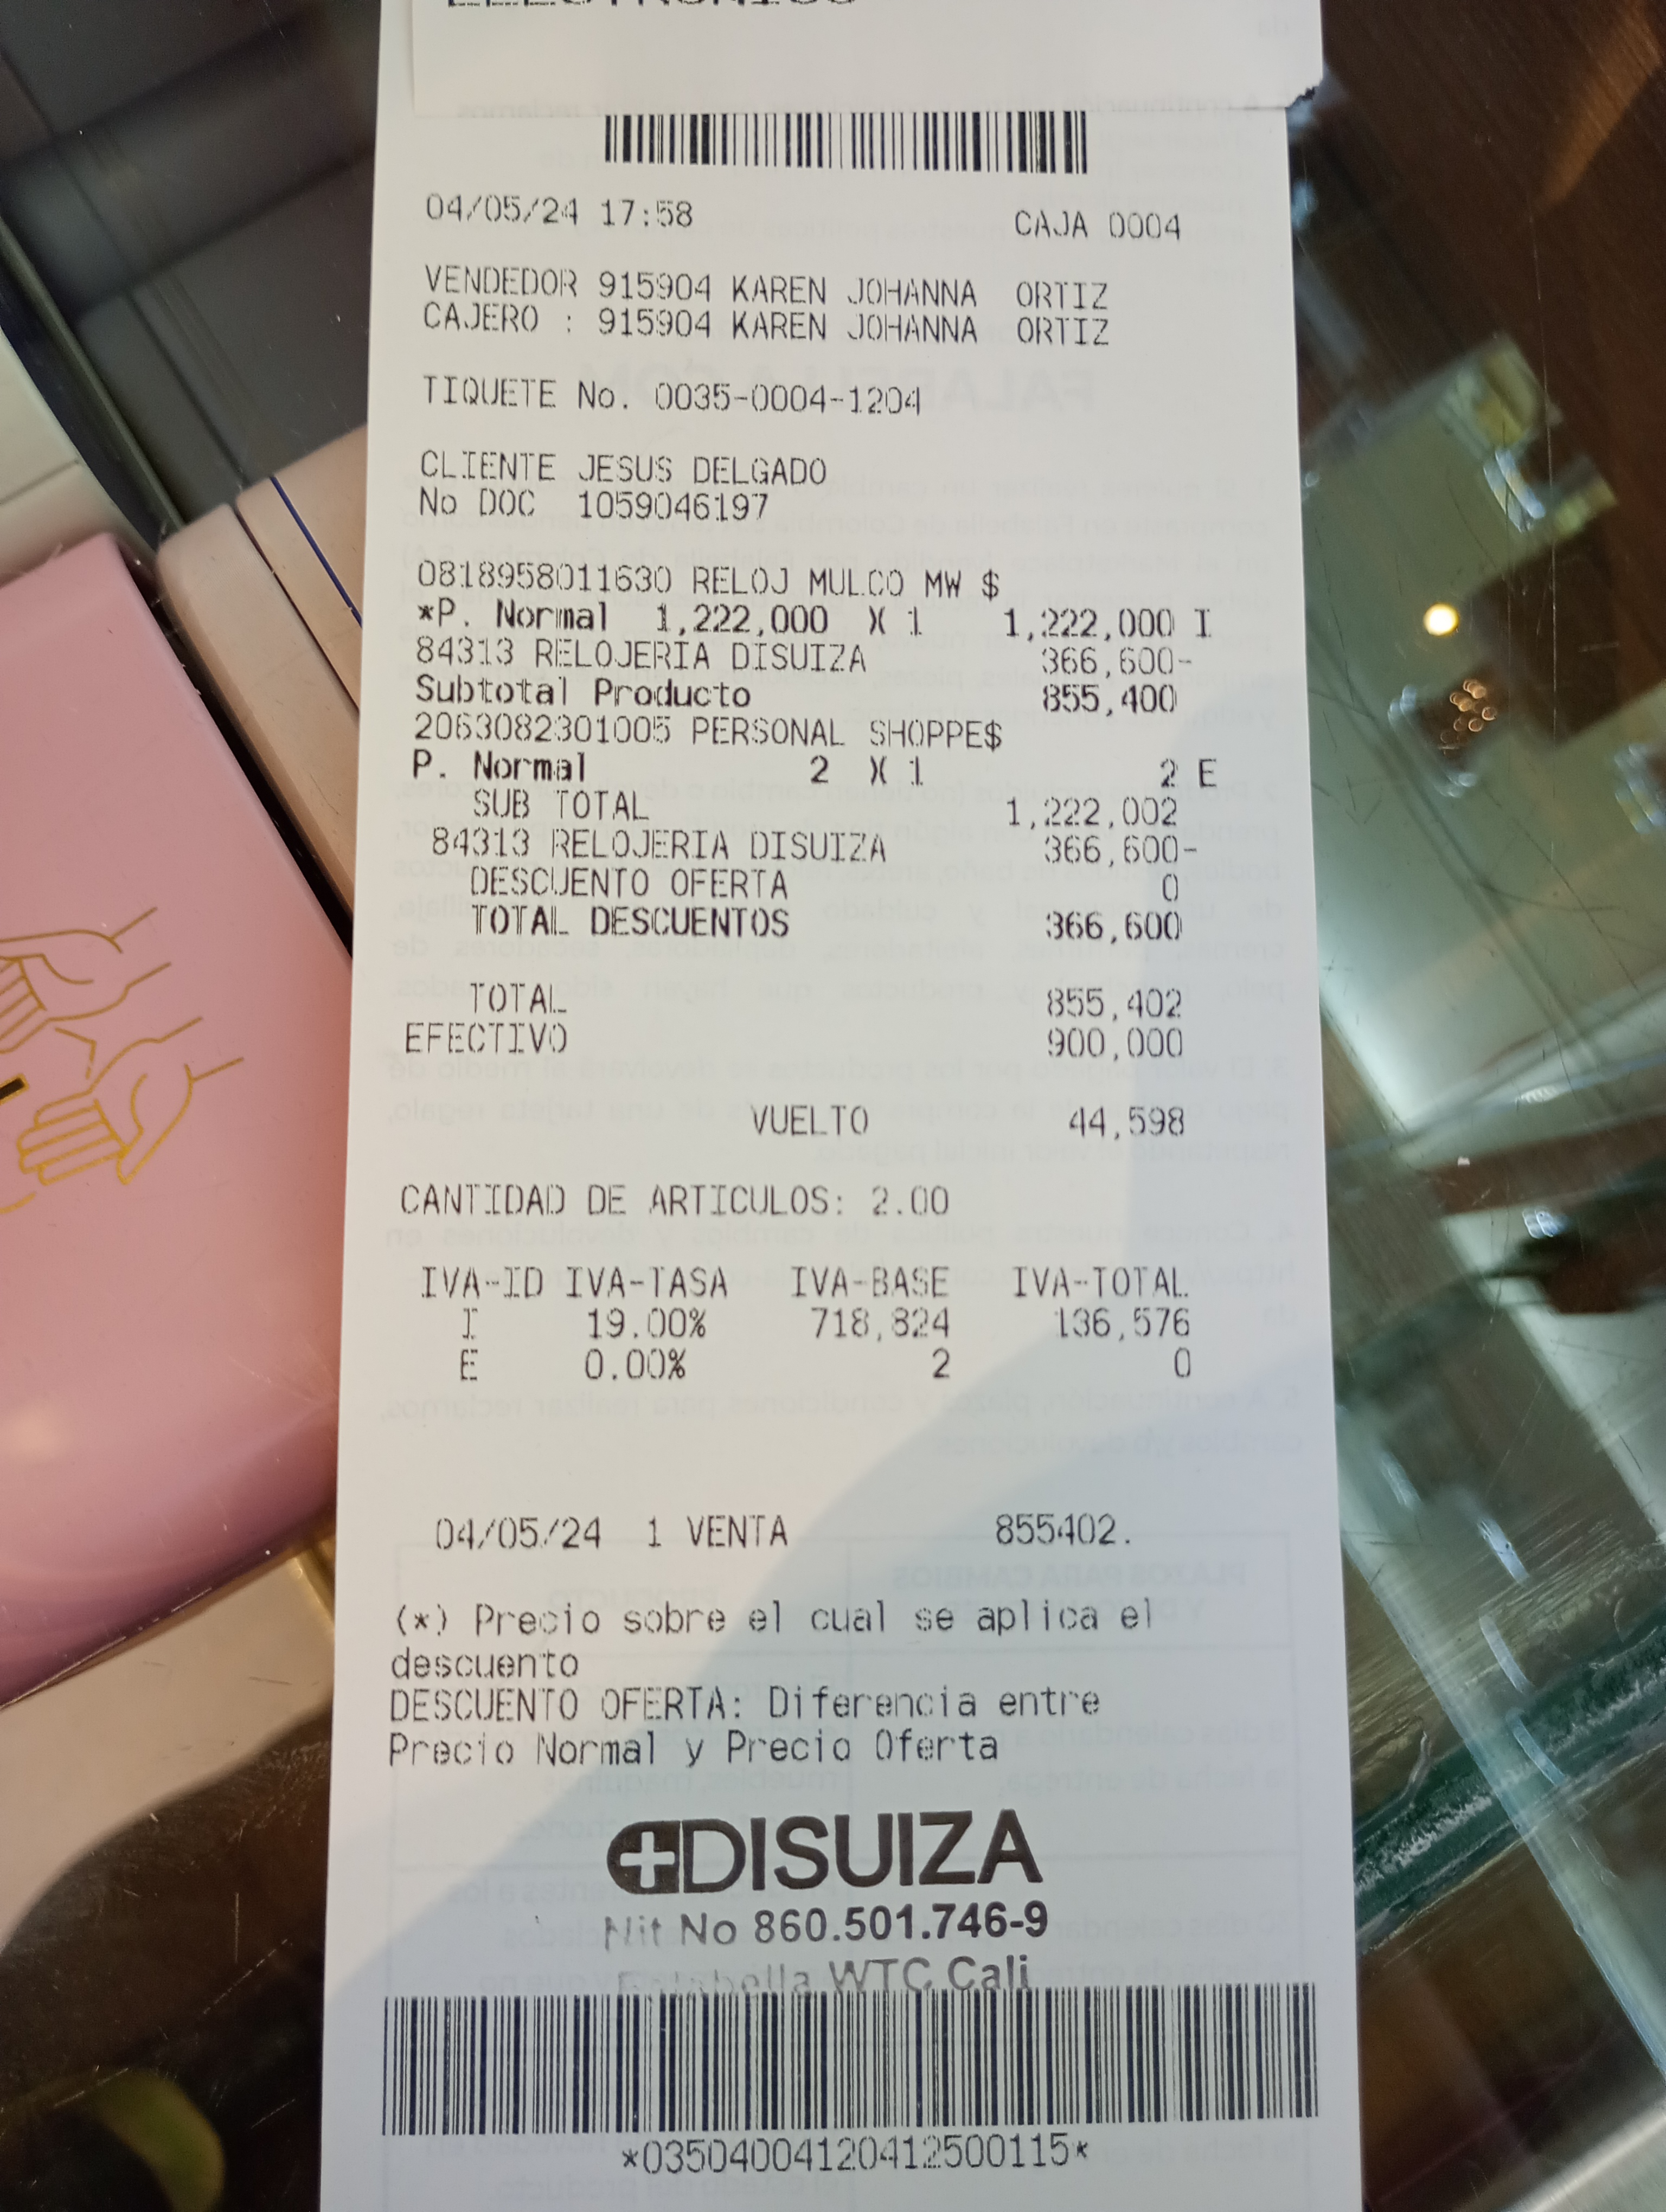 04/05/24 17:58 CAJA 0004
VENDEDOR 915904 KAREN JOHANNA ORTIZ
CAJERO : 915904 KAREN JOHANNA ORTIZ
TIQUETE No. 0035-0004-1204
CLIENTE JESUS DELGADO
No DOC 1059046197
0818958011630 RELOJ MULCO MW $
*P. Normal 1,222,000 X 1 1,222,000 I
84313 RELOJERIA DISUIZA 366,600-
Subtotal Producto 855,400
2063082301005 PERSONAL SHOPPE$
P. Normal 2 X 1 2 E
SUB TOTAL 1,222,002
84313 RELOJERIA DISUIZA 366,600-
DESCUENTO OFERTA 0
TOTAL DESCUENTOS 366,600
TOTAL 855,402
EFECTIVO 900,000
VUELTO 44,598
CANTIDAD DE ARTICULOS: 2.00
IVA-ID IVA-TASA IVA-BASE IVA-TOTAL
I 19.00% 718,824 136,576
E 0.00% 2 0
04/05/24 1 VENTA 855402.
(*) Precio sobre el cual se aplica el
descuento
DESCUENTO OFERTA: Diferencia entre
Precio Normal y Precio Oferta
DISUIZA
Nit No 860.501.746-9
Falabella WTC Cali
*03504004120412500115*